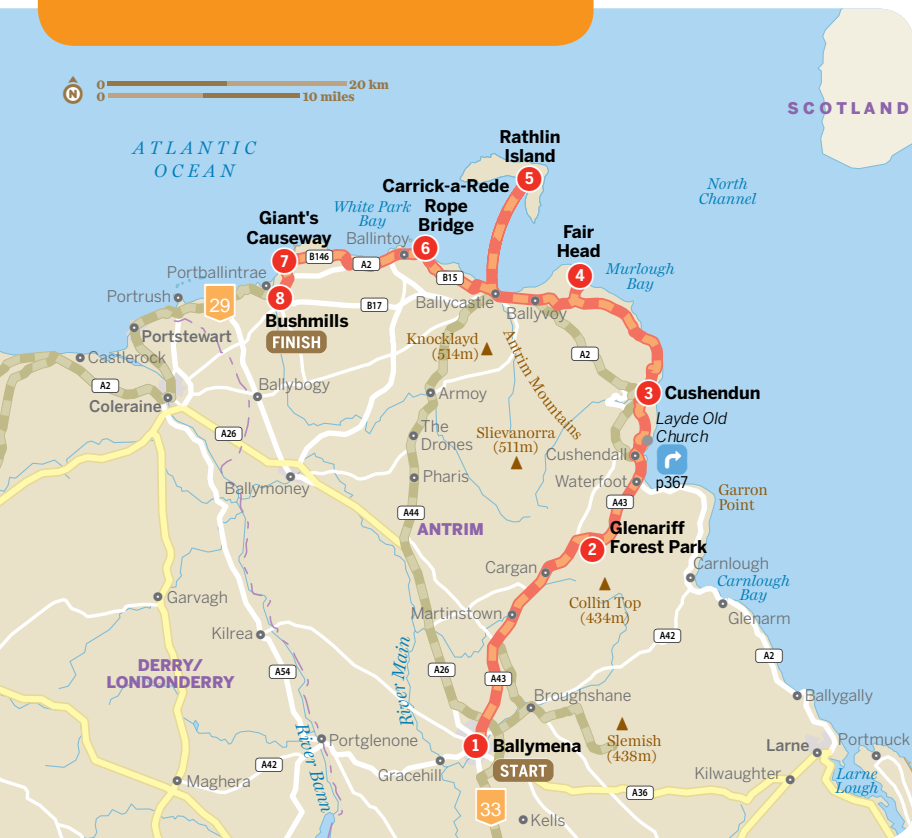 0 20 km
N
0 10 miles
SCOTLAND
ATLANTIC
OCEAN
Rathlin
Island
5
North
Channel
Carrick-a-Rede
Rope
Bridge
6
White Park
Bay
Giant's
Causeway
7
Fair
Head
4
Murlough
Bay
Ballintoy
B146
A2
B15
Portballintrae
Portrush
29
8
Bushmills
FINISH
B17
Ballycastle
Ballyvoy
Portstewart
Castlerock
A2
Coleraine
Knocklayd
(514m)
Antrim Mountains
A2
Ballybogy
Armoy
3
Cushendun
Layde Old
Church
p367
A26
The
Drones
Slievanorra
(511m)
Cushendall
Waterfoot
Ballymoney
Pharis
A43
Garron
Point
A44
ANTRIM
2
Glenariff
Forest Park
Cargan
Carnlough
Carnlough
Bay
Collin Top
(434m)
Garvagh
Martinstown
Glenarm
Kilrea
A42
A2
DERRY/
LONDONDERRY
A54
River Main
A26
A43
Broughshane
Ballygally
River Bann
Portglenone
1
Ballymena
START
Slemish
(438m)
Larne
Portmuck
A42
Maghera
Gracehill
Kilwaughter
Larne
Lough
A36
33
Kells